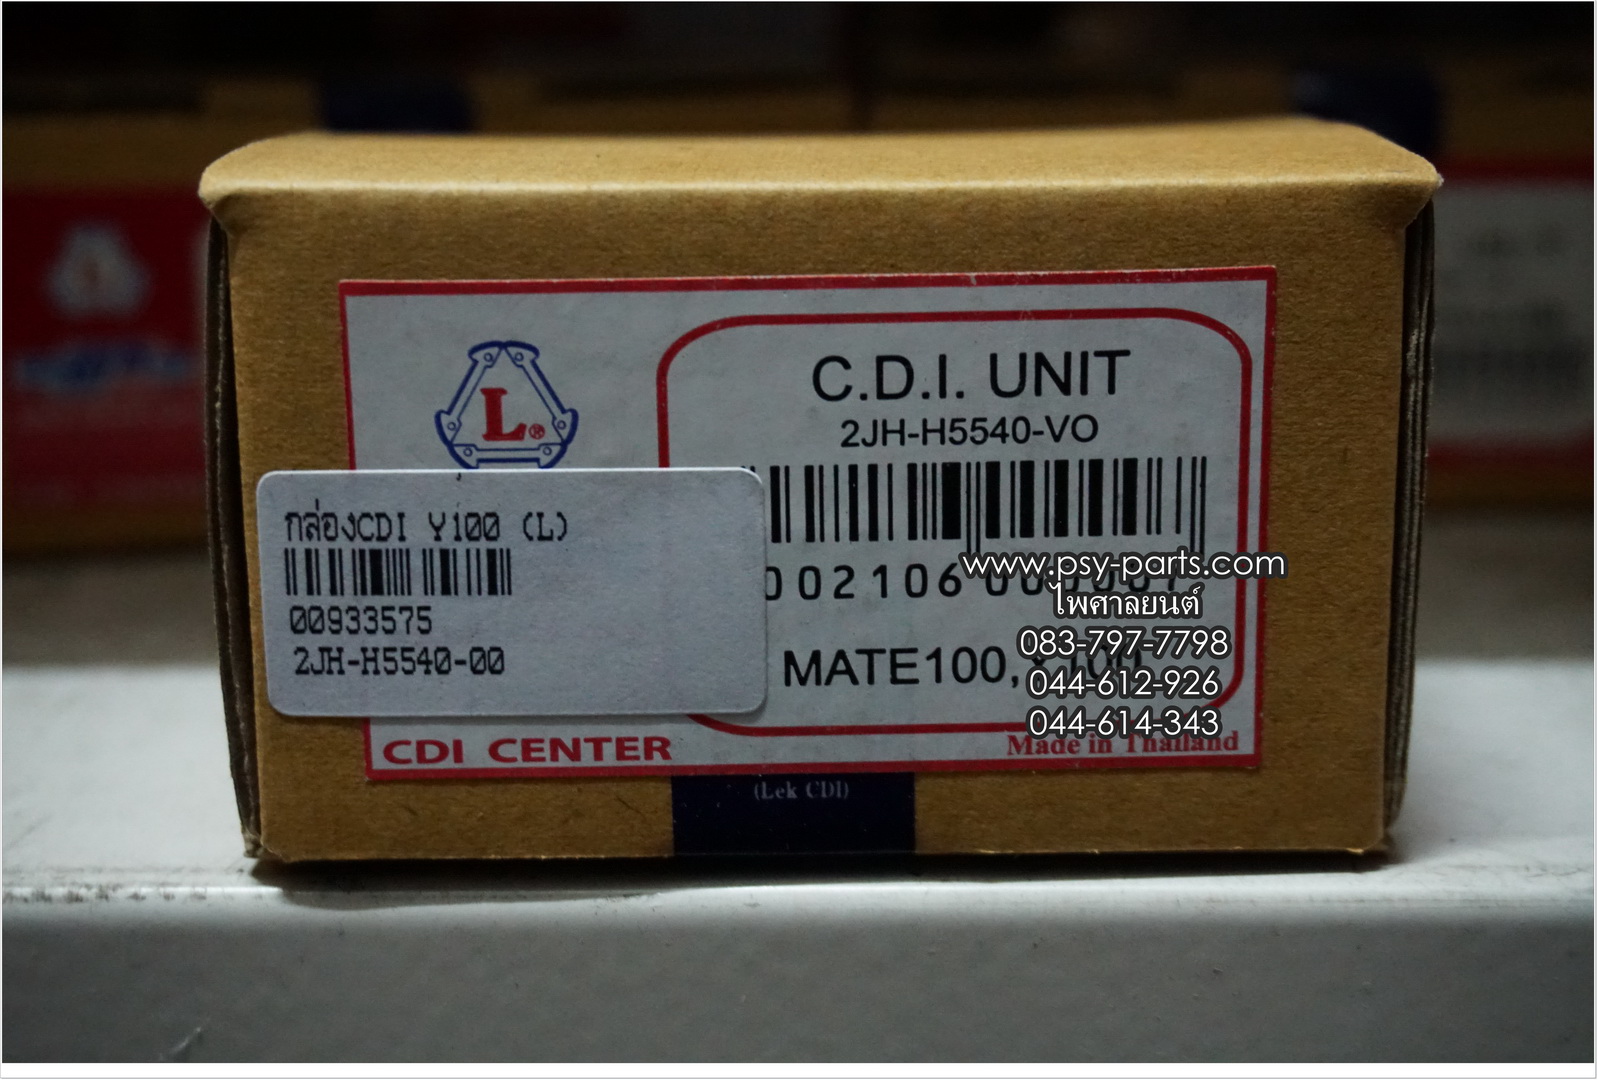 L®
C.D.I. UNIT
2JH-H5540-VO
002106
MATE100, Y100
กล่องCDI Y100 (L)
00933575
2JH-H5540-00
www.psy-parts.com
ไพศาลยนต์
083-797-7798
044-612-926
044-614-343
CDI CENTER
Made in Thailand
(Lek CDI)